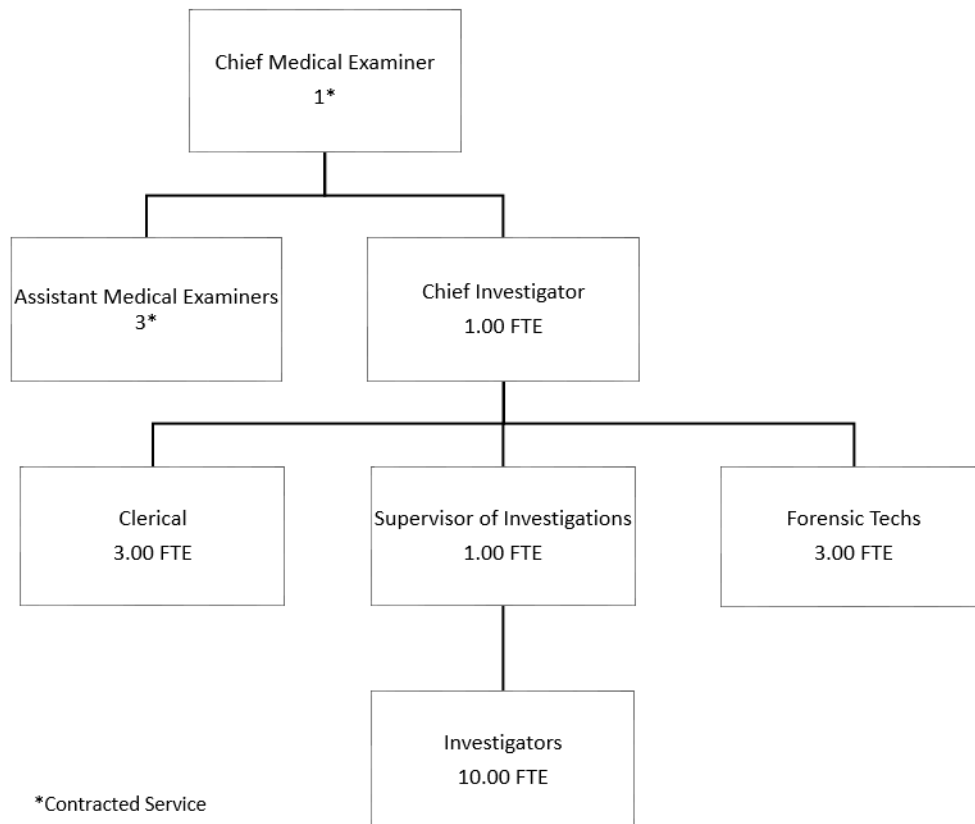 Chief Medical Examiner
1*
Assistant Medical Examiners
3*
Chief Investigator
1.00 FTE
Clerical
3.00 FTE
Supervisor of Investigations
1.00 FTE
Forensic Techs
3.00 FTE
Investigators
10.00 FTE
*Contracted Service